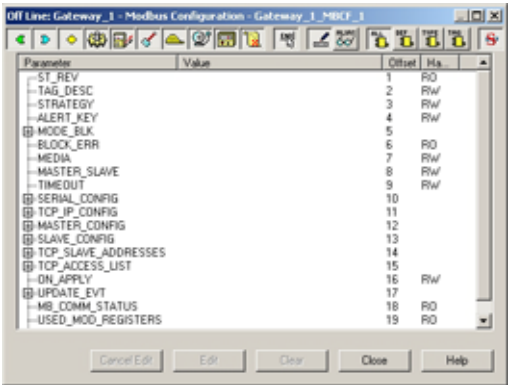 Off Line: Gateway_1 - Modbus Configuration - Gateway_1_MBCF_1
Parameter Value Offset Ha...
ST_REV 1 RO
TAG_DESC 2 RW
STRATEGY 3 RW
ALERT_KEY 4 RW
MODE_BLK 5
BLOCK_ERR 6 RO
MEDIA 7 RW
MASTER_SLAVE 8 RW
TIMEOUT 9 RW
SERIAL_CONFIG 10
TCP_IP_CONFIG 11
MASTER_CONFIG 12
SLAVE_CONFIG 13
TCP_SLAVE_ADDRESSES 14
TCP_ACCESS_LIST 15
ON_APPLY 16 RW
UPDATE_EVT 17
MB_COMM_STATUS 18 RO
USED_MOD_REGISTERS 19 RO
Cancel Edit Edit Clear Close Help